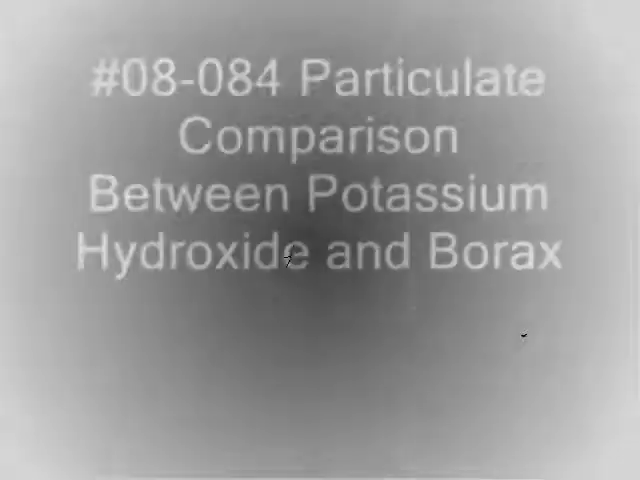 #08-084 Particulate
Comparison
Between Potassium
Hydroxide and Borax